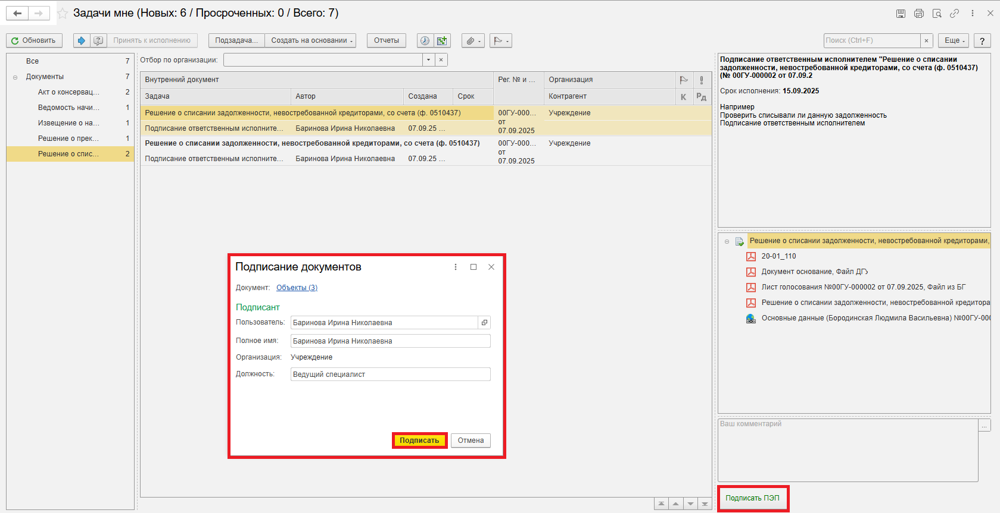 Задачи мне (Новых: 6 / Просроченных: 0 / Всего: 7)
Обновить
Принять к исполнению
Подзадача...
Создать на основании
Отчеты
Поиск (Ctrl+F)
×
Еще
?
Все 7
Документы 7
Акт о консервац... 2
Ведомость начи... 1
Извещение о на... 1
Решение о прек... 1
Решение о спис... 2
Отбор по организации:
Внутренний документ Рег. № и ... Организация
Задача Автор Создана Срок Контрагент К РД
Решение о списании задолженности, невостребованной кредиторами, со счета (ф. 0510437) 00ГУ-000... Учреждение
от
Подписание ответственным исполните... Баринова Ирина Николаевна 07.09.25 ... 07.09.2025
Решение о списании задолженности, невостребованной кредиторами, со счета (ф. 0510437) 00ГУ-000... Учреждение
от
Подписание ответственным исполните... Баринова Ирина Николаевна 07.09.25 ... 07.09.2025
Подписание документов
Документ: Объекты (3)
Подписант
Пользователь: Баринова Ирина Николаевна
Полное имя: Баринова Ирина Николаевна
Организация: Учреждение
Должность: Ведущий специалист
Подписать
Отмена
Подписание ответственным исполнителем "Решение о списании
задолженности, невостребованной кредиторами, со счета (ф. 0510437)
(№ 00ГУ-000002 от 07.09.2
Срок исполнения: 15.09.2025
Например
Проверить списывали ли данную задолженность
Подписание ответственным исполнителем
Решение о списании задолженности, невостребованной кредиторами,
20-01_110
Документ основание, Файл ДГУ
Лист голосования №00ГУ-000002 от 07.09.2025, Файл из БГ
Решение о списании задолженности, невостребованной кредитора
Основные данные (Бородинская Людмила Васильевна) №00ГУ-000
Ваш комментарий
...
Подписать ПЭП